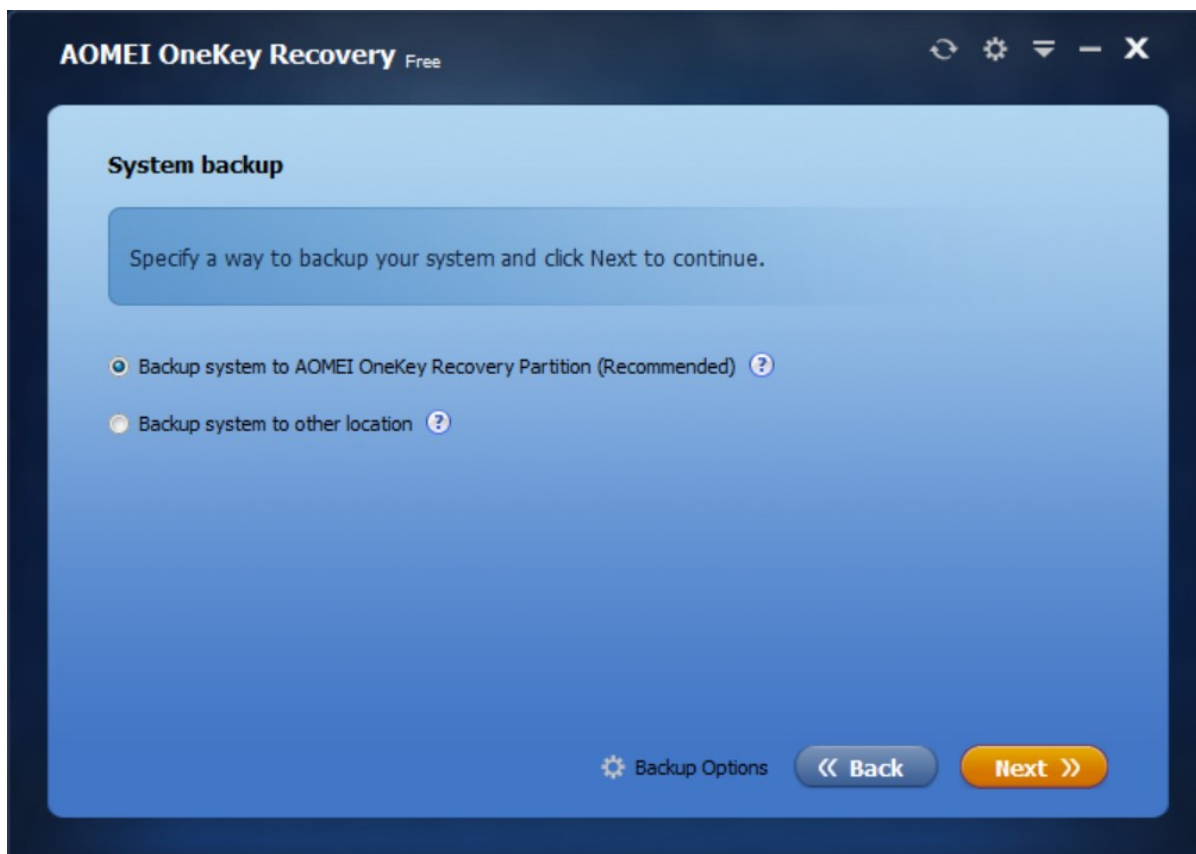 AOMEI OneKey Recovery Free
System backup
Specify a way to backup your system and click Next to continue.
Backup system to AOMEI OneKey Recovery Partition (Recommended) ?
Backup system to other location ?
Backup Options « Back Next »